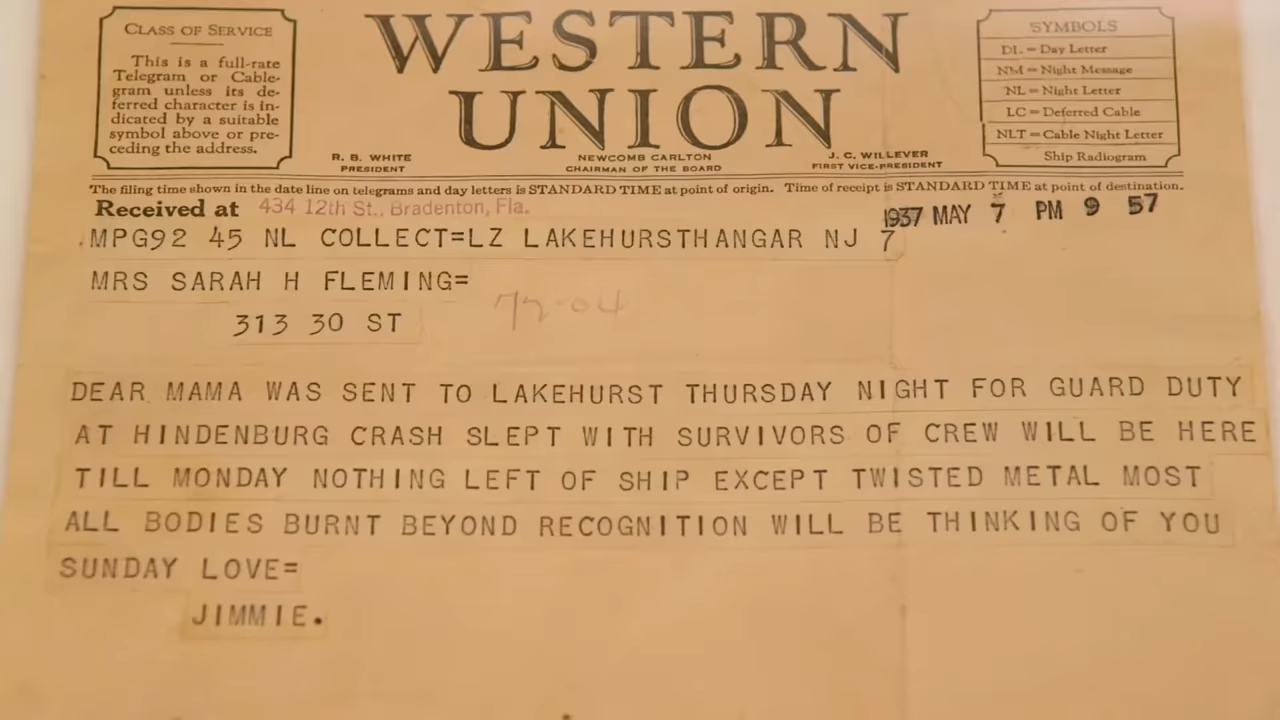 CLASS OF SERVICE
This is a full-rate
Telegram or Cable-
gram unless its de-
ferred character is in-
dicated by a suitable
symbol above or pre-
ceding the address.
WESTERN
UNION
R. B. WHITE
PRESIDENT
NEWCOMB CARLTON
CHAIRMAN OF THE BOARD
J. C. WILLEVER
FIRST VICE-PRESIDENT
SYMBOLS
DL = Day Letter
NM = Night Message
NL = Night Letter
LC = Deferred Cable
NLT = Cable Night Letter
Ship Radiogram
The filing time shown in the date line on telegrams and day letters is STANDARD TIME at point of origin. Time of receipt is STANDARD TIME at point of destination.
Received at 434 12th St., Bradenton, Fla.
1937 MAY 7 PM 9 57
MPG92 45 NL COLLECT=LZ LAKEHURSTHANGAR NJ 7
MRS SARAH H FLEMING=
313 30 ST
DEAR MAMA WAS SENT TO LAKEHURST THURSDAY NIGHT FOR GUARD DUTY
AT HINDENBURG CRASH SLEPT WITH SURVIVORS OF CREW WILL BE HERE
TILL MONDAY NOTHING LEFT OF SHIP EXCEPT TWISTED METAL MOST
ALL BODIES BURNT BEYOND RECOGNITION WILL BE THINKING OF YOU
SUNDAY LOVE=
JIMMIE.